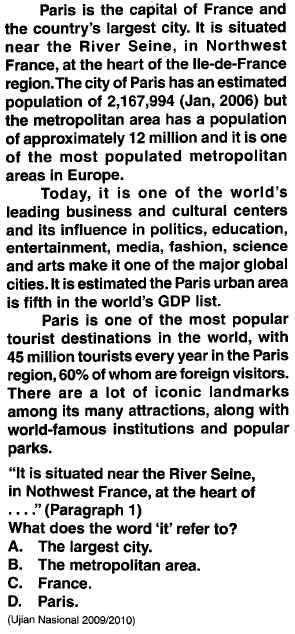 Paris is the capital of France and
the country's largest city. It is situated
near the River Seine, in Northwest
France, at the heart of the Ile-de-France
region. The city of Paris has an estimated
population of 2,167,994 (Jan, 2006) but
the metropolitan area has a population
of approximately 12 million and it is one
of the most populated metropolitan
areas in Europe.
Today, it is one of the world's
leading business and cultural centers
and its influence in politics, education,
entertainment, media, fashion, science
and arts make it one of the major global
cities. It is estimated the Paris urban area
is fifth in the world's GDP list.
Paris is one of the most popular
tourist destinations in the world, with
45 million tourists every year in the Paris
region, 60% of whom are foreign visitors.
There are a lot of iconic landmarks
among its many attractions, along with
world-famous institutions and popular
parks.
"It is situated near the River Seine,
in Nothwest France, at the heart of
. . . ." (Paragraph 1)
What does the word 'it' refer to?
A. The largest city.
B. The metropolitan area.
C. France.
D. Paris.
(Ujian Nasional 2009/2010)